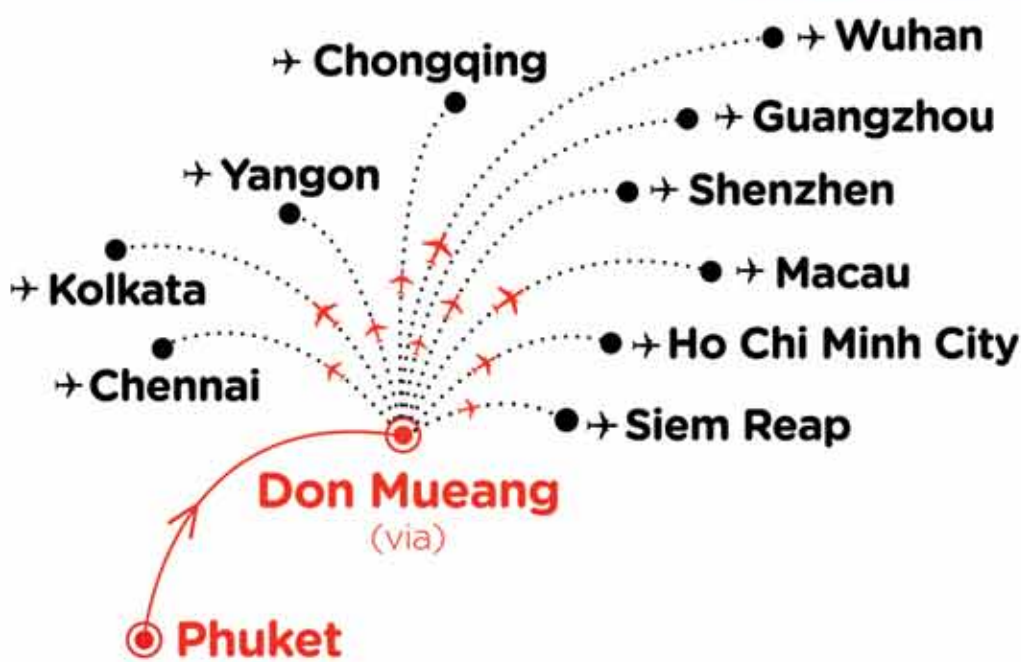 Wuhan
Chongqing
Guangzhou
Yangon
Shenzhen
Kolkata
Macau
Ho Chi Minh City
Chennai
Siem Reap
Don Mueang
(via)
Phuket